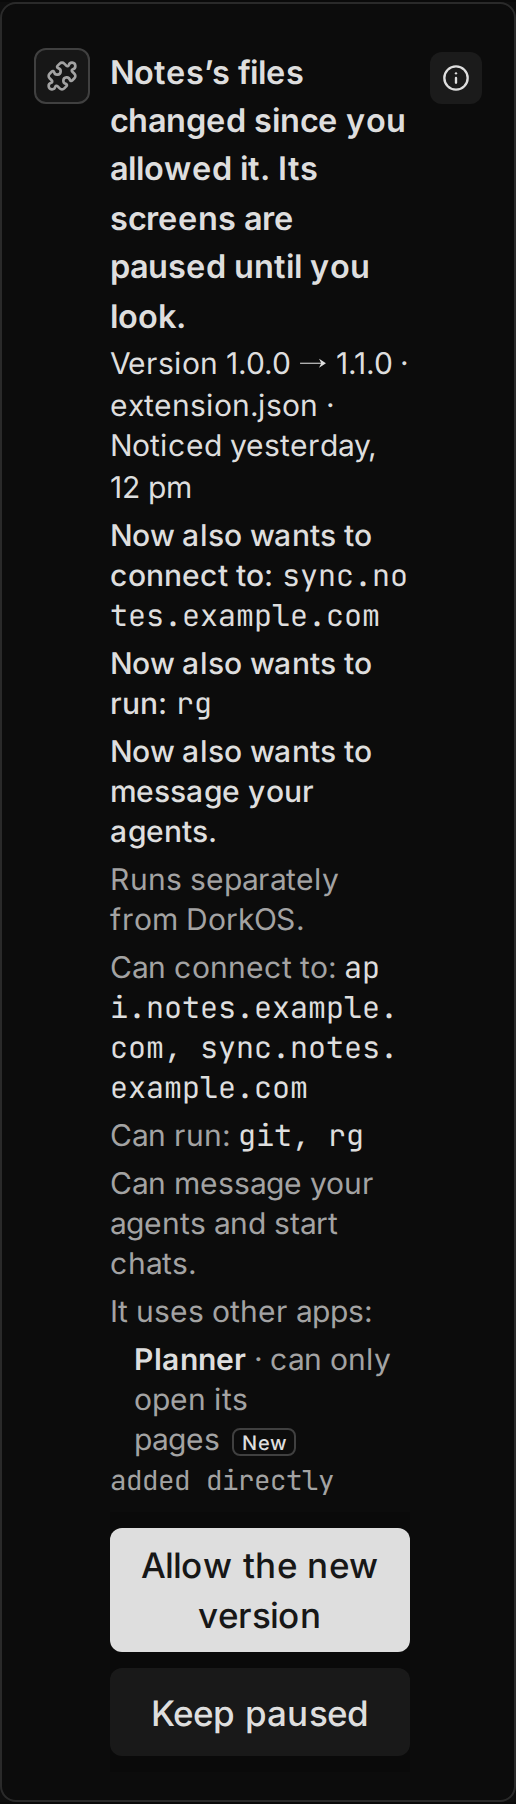 Notes’s files
changed since you
allowed it. Its
screens are
paused until you
look.
Version 1.0.0 → 1.1.0 ·
extension.json ·
Noticed yesterday,
12 pm
Now also wants to
connect to: sync.no
tes.example.com
Now also wants to
run: rg
Now also wants to
message your
agents.
Runs separately
from DorkOS.
Can connect to: ap
i.notes.example.
com, sync.notes.
example.com
Can run: git, rg
Can message your
agents and start
chats.
It uses other apps:
Planner · can only
open its
pages New
added directly
Allow the new
version
Keep paused